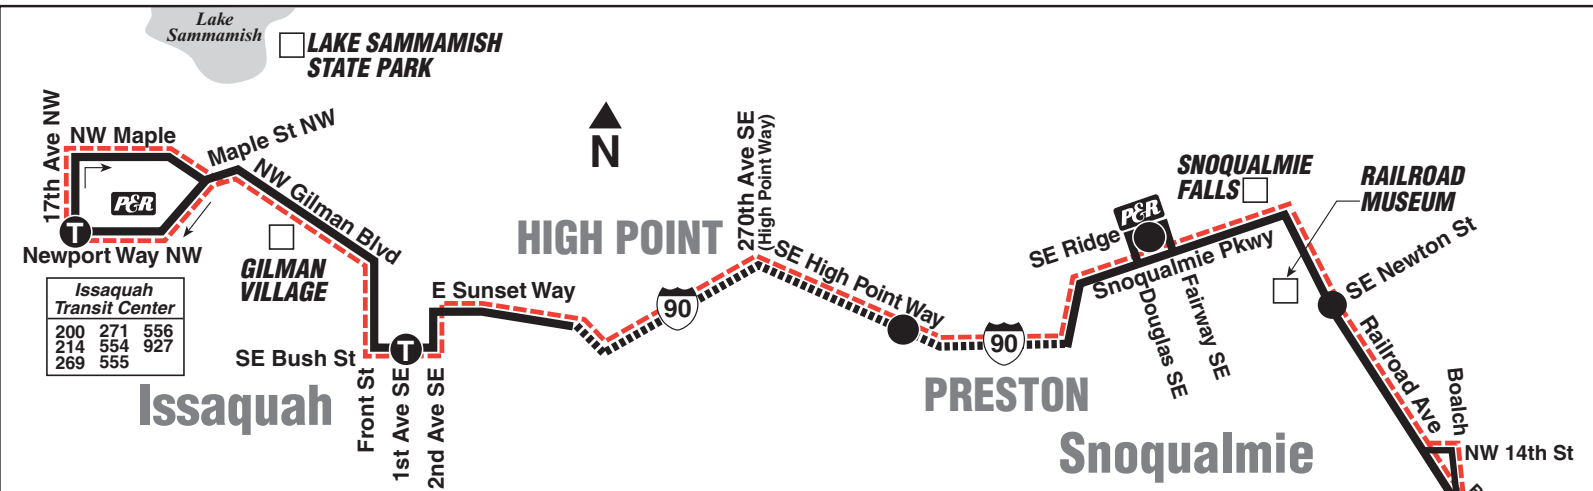 Lake
Sammamish
LAKE SAMMAMISH
STATE PARK
17th Ave NW
NW Maple
Maple St NW
P&R
T
Newport Way NW
NW Gilman Blvd
GILMAN
VILLAGE
Issaquah
Transit Center
200 271 556
214 554 927
269 555
Issaquah
SE Bush St
Front St
T
1st Ave SE
2nd Ave SE
E Sunset Way
N
HIGH POINT
90
270th Ave SE
(High Point Way)
SE High Point Way
90
PRESTON
SE Ridge
P&R
Snoqualmie Pkwy
Douglas SE
Fairway SE
SNOQUALMIE
FALLS
RAILROAD
MUSEUM
SE Newton St
Railroad Ave
Boalch
NW 14th St
Snoqualmie